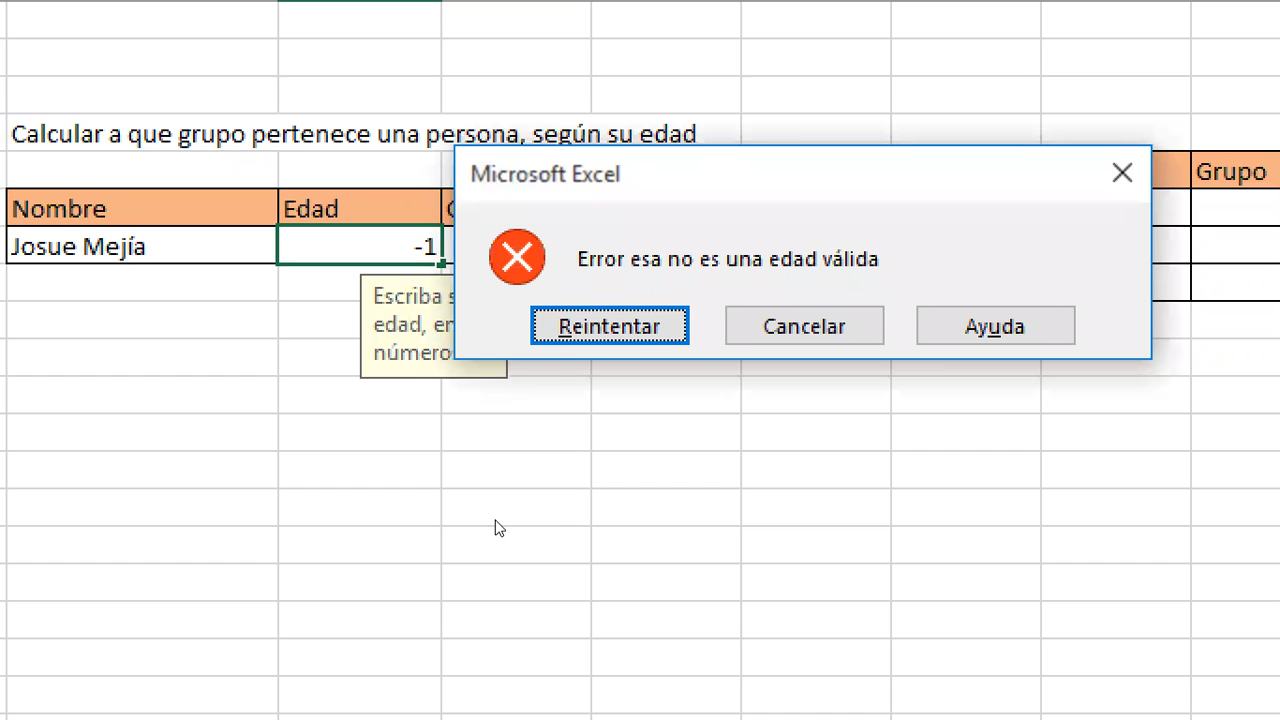 Calcular a que grupo pertenece una persona, según su edad
Microsoft Excel
Grupo
Nombre Edad
Josue Mejía -1
Error esa no es una edad válida
Escriba
edad,
número
Reintentar Cancelar Ayuda